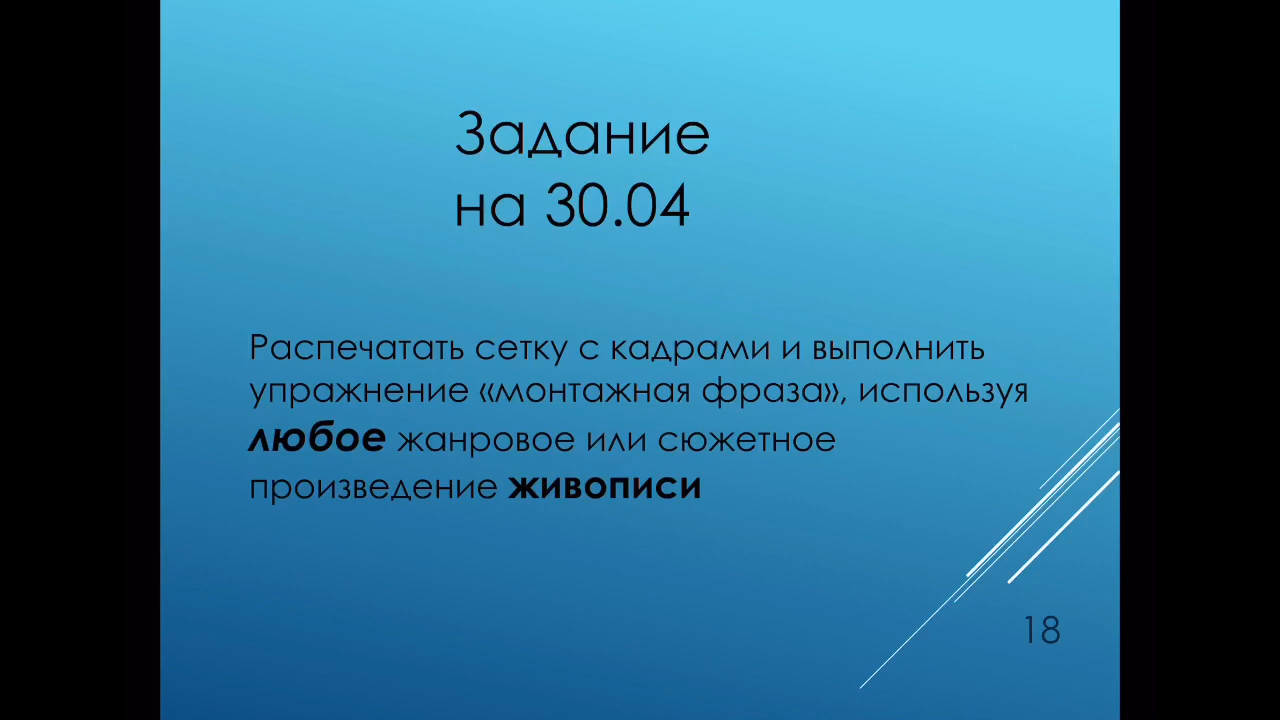 Задание
на 30.04
Распечатать сетку с кадрами и выполнить
упражнение «монтажная фраза», используя
любое жанровое или сюжетное
произведение живописи
18